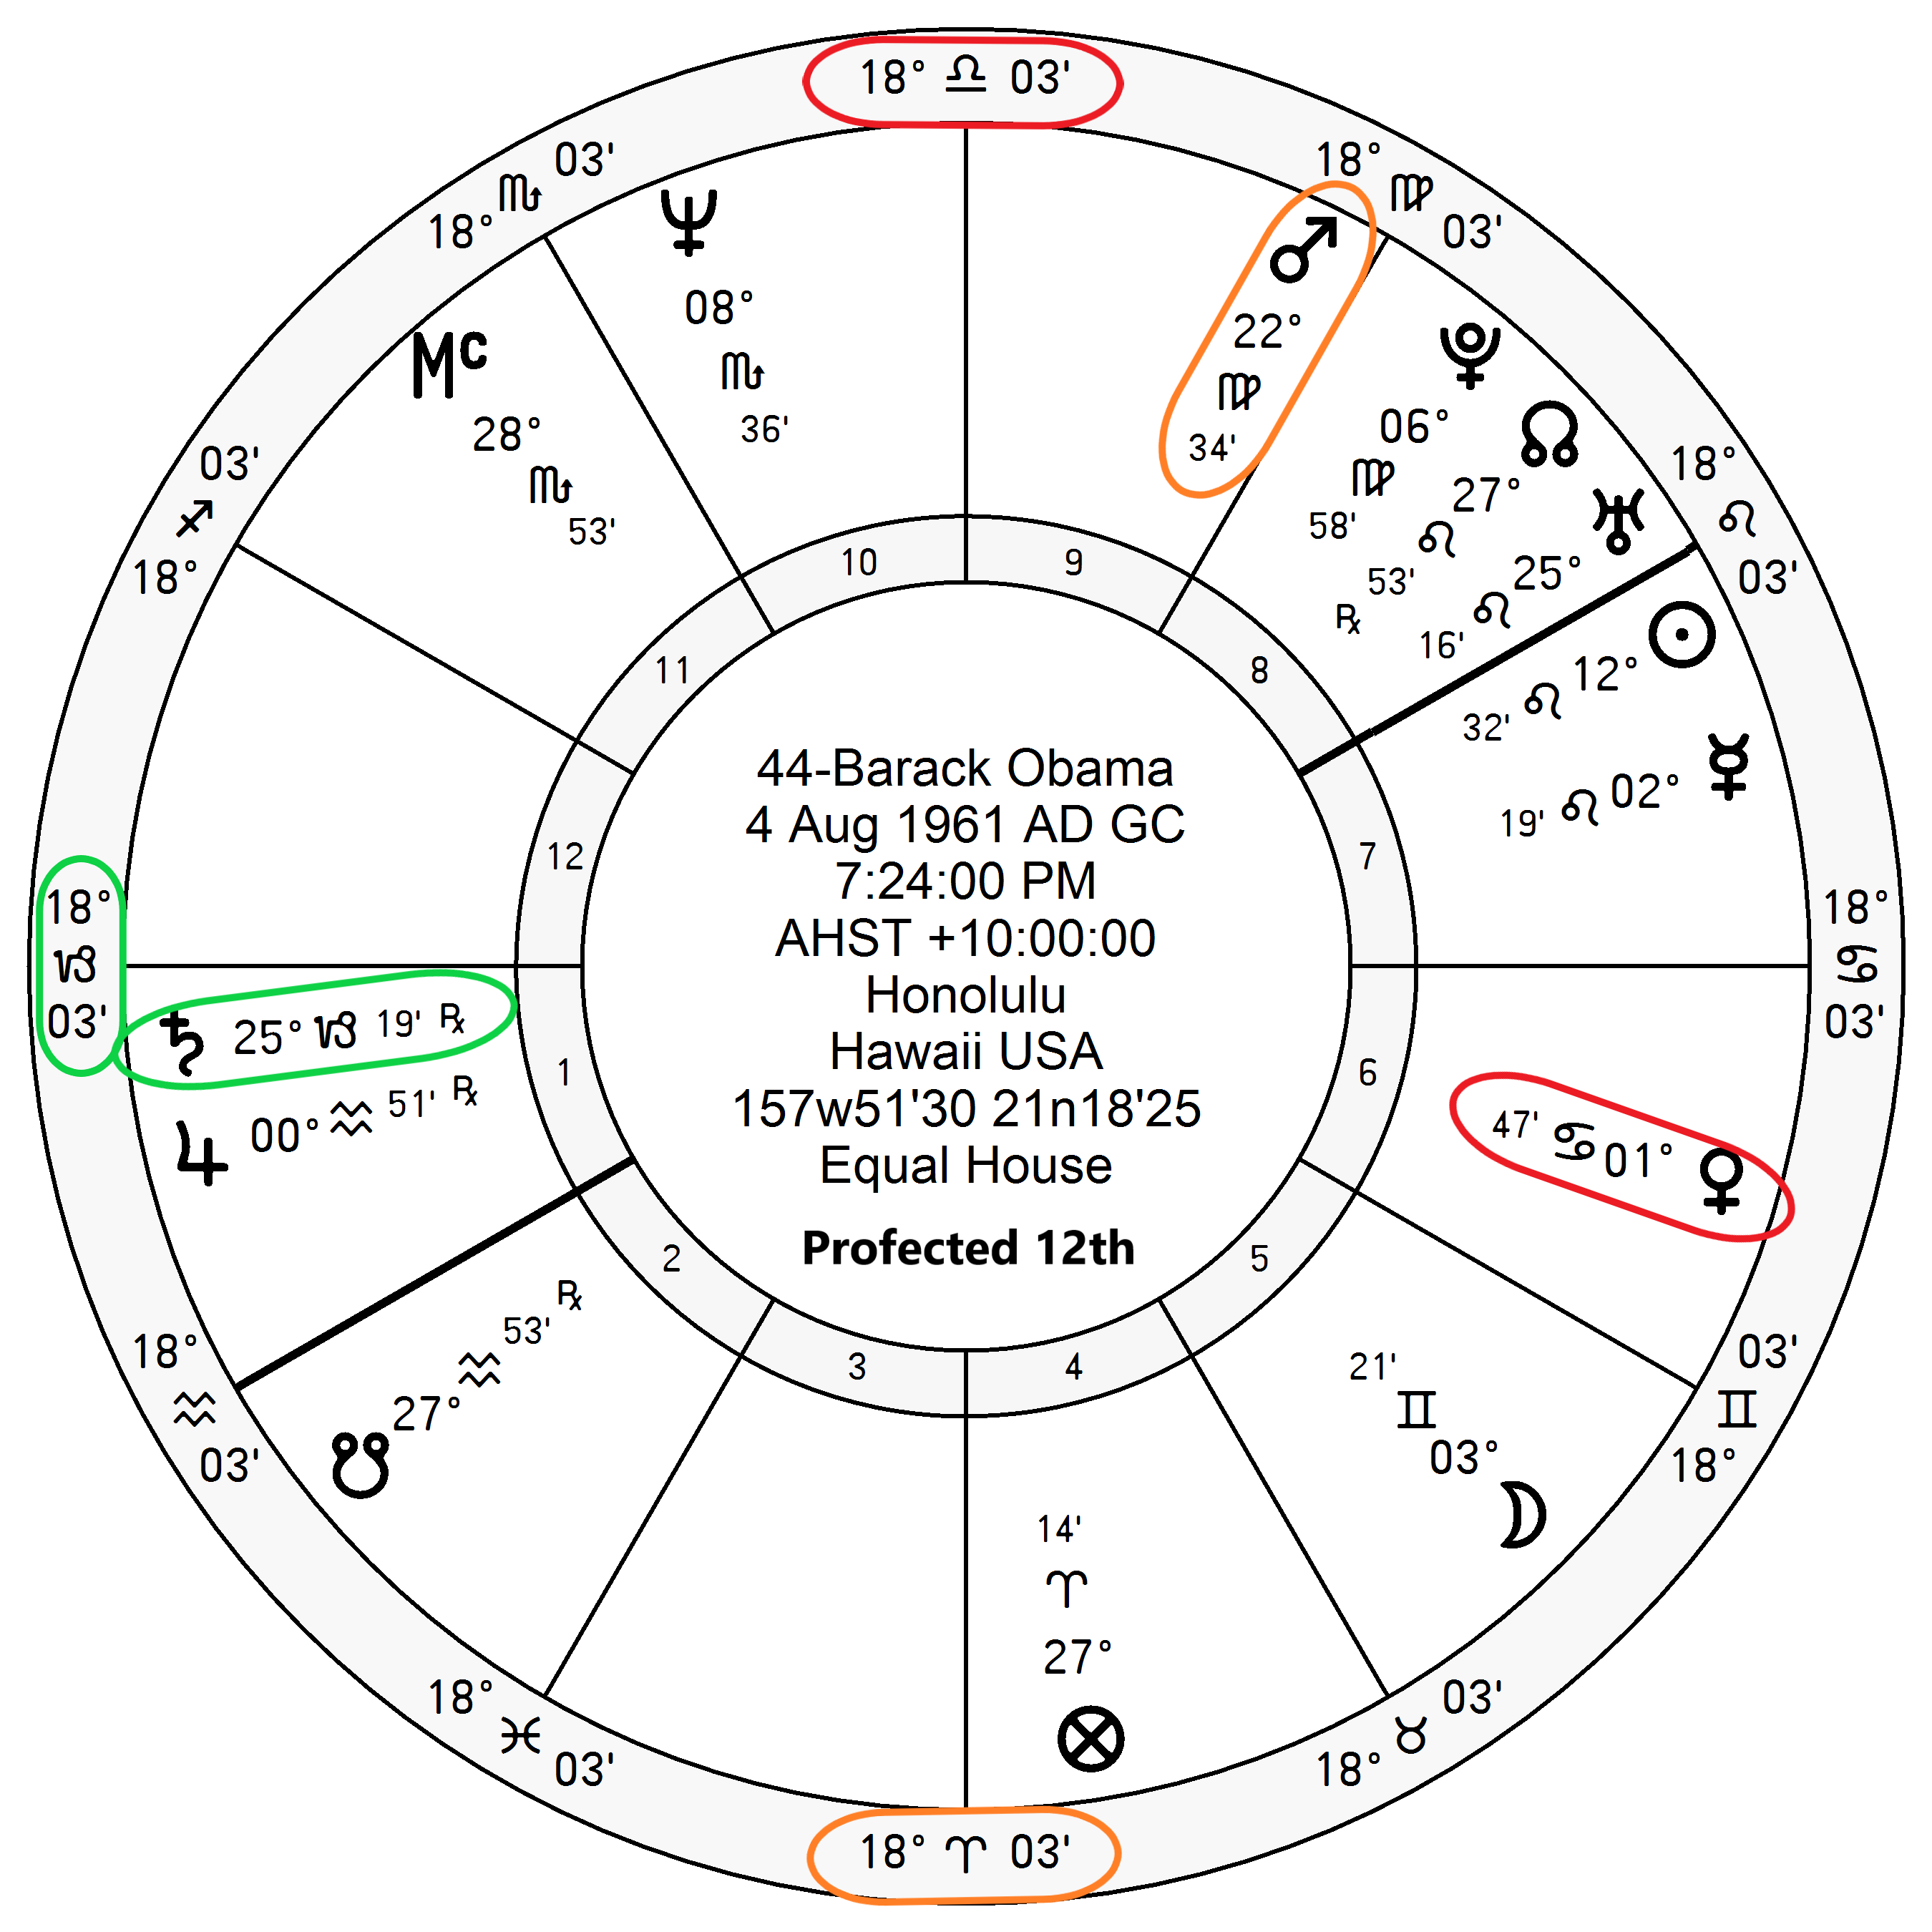 18° ♎ 03'
18° ♍ 03'
18° ♌ 03'
18° ♋ 03'
03' ♊ 18°
03' ♉ 18°
18° ♈ 03'
18° ♓ 03'
18° ♒ 03'
18° ♑ 03'
03' ♐ 18°
03' ♏ 18°
♆ 08° ♏ 36'
Mc 28° ♏ 53'
♂ 22° ♍ 34'
♇ 06° ♍ 58'
☊ 27° ♌ 53' ℞
♅ 25° ♌ 16'
☉ 12° ♌ 32'
☿ 02° ♌ 19'
♄ 25° ♑ 19' ℞
♃ 00° ♒ 51' ℞
☋ 27° ♒ 53' ℞
47' ♋ 01° ♀
21' ♊ 03° ☽
14' ♈ 27° ⊗
10
9
11
8
12
7
1
6
2
5
3
4
44-Barack Obama
4 Aug 1961 AD GC
7:24:00 PM
AHST +10:00:00
Honolulu
Hawaii USA
157w51'30 21n18'25
Equal House
Profected 12th